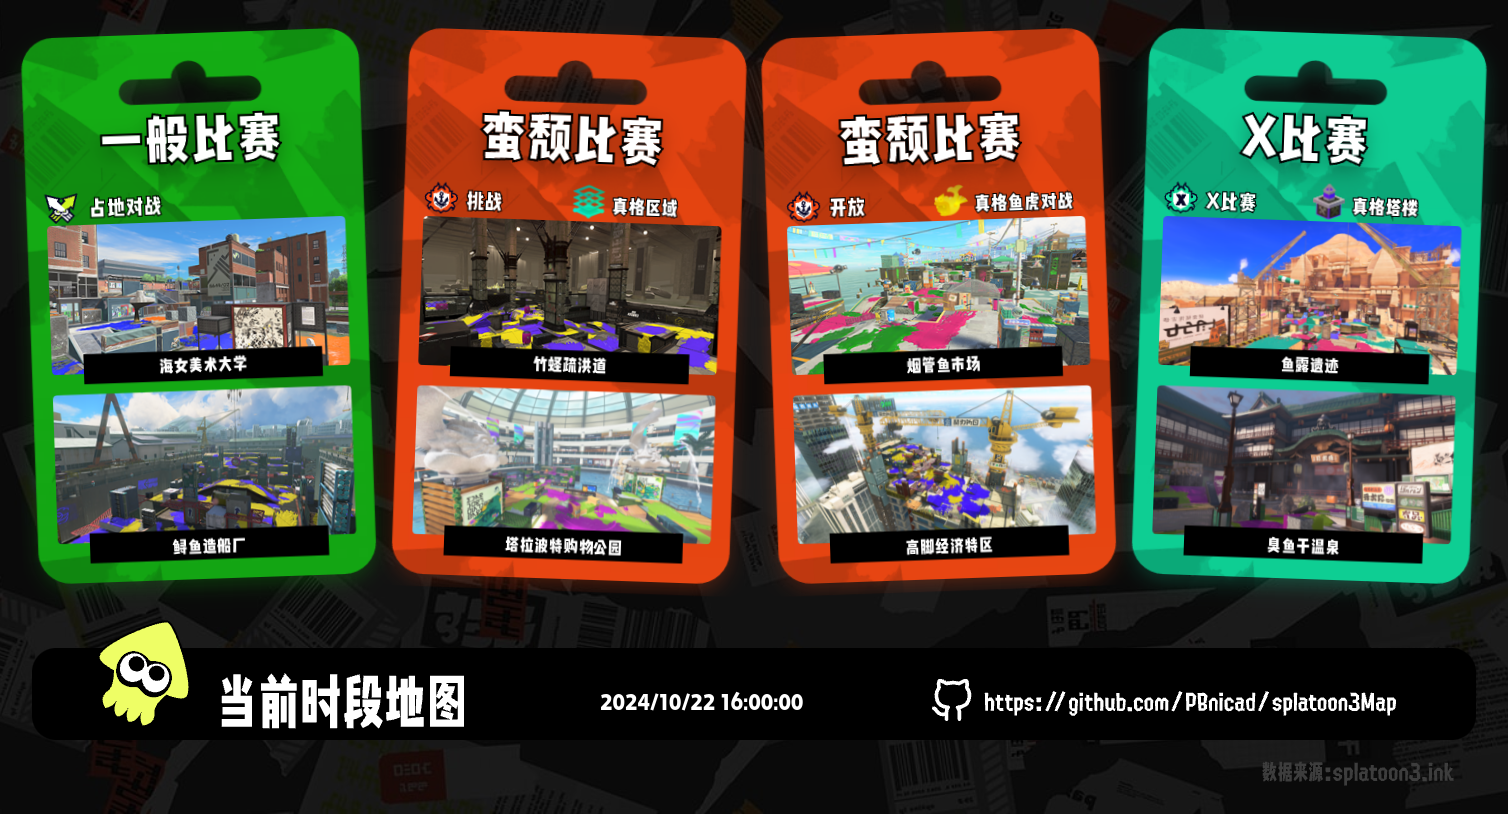 一般比赛
占地对战
海女美术大学
鲟鱼造船厂
蛮颓比赛
挑战
真格区域
竹蛏疏洪道
塔拉波特购物公园
蛮颓比赛
开放
真格鱼虎对战
烟管鱼市场
高脚经济特区
X比赛
X比赛
真格塔楼
鱼露遗迹
臭鱼干温泉
当前时段地图
2024/10/22 16:00:00
https://github.com/PBnicad/splatoon3Map
数据来源:splatoon3.ink